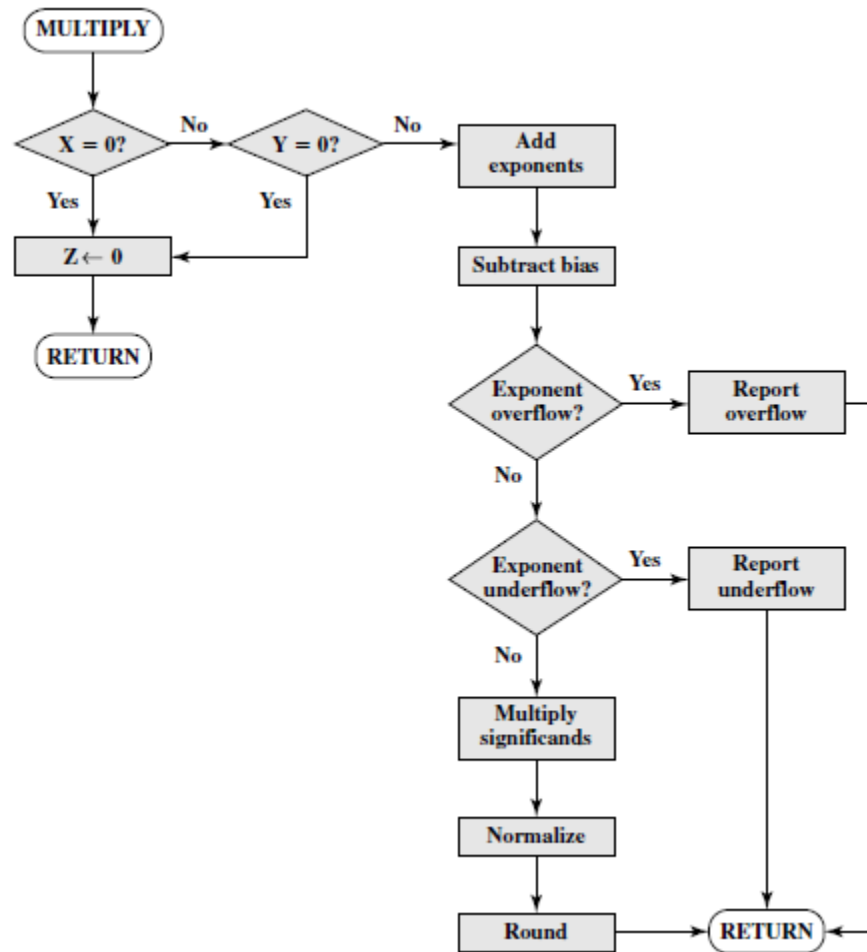 MULTIPLY
X = 0?
No
Y = 0?
No
Add
exponents
Yes
Yes
Z ← 0
Subtract bias
RETURN
Exponent
overflow?
Yes
Report
overflow
No
Exponent
underflow?
Yes
Report
underflow
No
Multiply
significands
Normalize
Round
RETURN